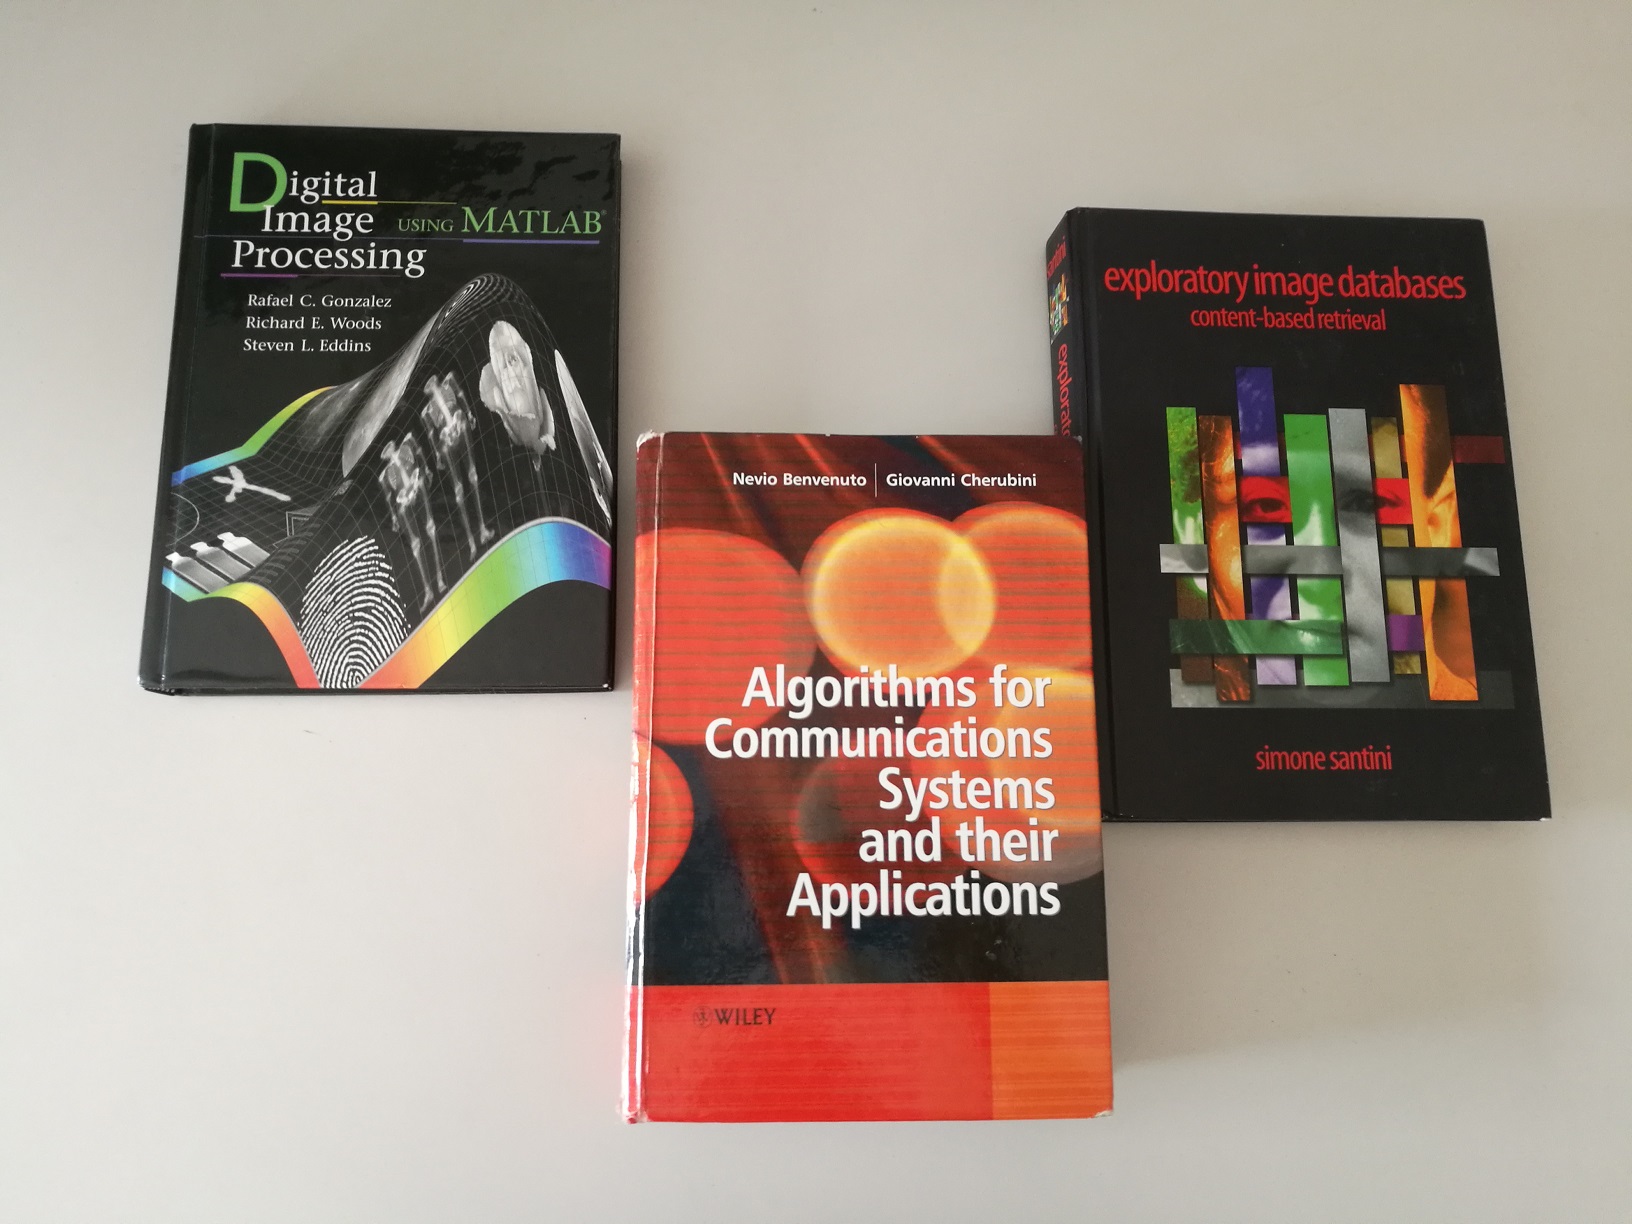 Digital
Image
Processing
USING MATLAB®
Rafael C. Gonzalez
Richard E. Woods
Steven L. Eddins
Nevio Benvenuto | Giovanni Cherubini
Algorithms for
Communications
Systems
and their
Applications
WILEY
santini
exploratory image databases
content-based retrieval
simone santini